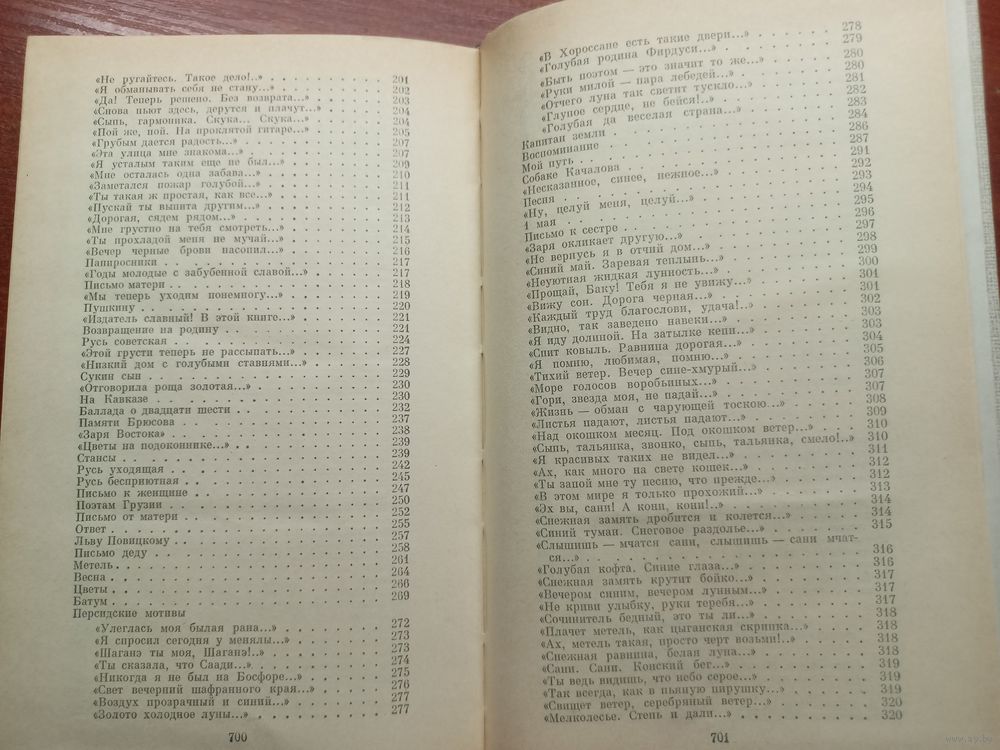 «Не ругайтесь. Такое дело!..» . . . . . . . . . . 201
«Я обманывать себя не стану...» . . . . . . . . . . 202
«Да! Теперь решено. Без возврата...» . . . . . . . . . . 203
«Снова пьют здесь, дерутся и плачут» . . . . . . . . . . 204
«Сыпь, гармоника. Скука... Скука...» . . . . . . . . . . 204
«Пой же, пой. На проклятой гитаре...» . . . . . . . . . . 205
«Грубым дается радость...» . . . . . . . . . . 207
«Эта улица мне знакома...» . . . . . . . . . . 207
«Я усталым таким еще не был...» . . . . . . . . . . 209
«Мне осталась одна забава...» . . . . . . . . . . 210
«Заметался пожар голубой...» . . . . . . . . . . 211
«Ты такая ж простая, как все...» . . . . . . . . . . 211
«Пускай ты выпита другим...» . . . . . . . . . . 212
«Дорогая, сядем рядом...» . . . . . . . . . . 213
«Мне грустно на тебя смотреть...» . . . . . . . . . . 214
«Ты прохладой меня не мучай...» . . . . . . . . . . 215
«Вечер черные брови насопил...» . . . . . . . . . . 216
Папиросники . . . . . . . . . . 217
«Годы молодые с забубенной славой...» . . . . . . . . . . 217
Письмо матери . . . . . . . . . . 218
«Мы теперь уходим понемногу...» . . . . . . . . . . 219
Пушкину . . . . . . . . . . 220
«Издатель славный! В этой книге...» . . . . . . . . . . 221
Возвращение на родину . . . . . . . . . . 221
Русь советская . . . . . . . . . . 224
«Этой грусти теперь не рассыпать...» . . . . . . . . . . 227
«Низкий дом с голубыми ставнями...» . . . . . . . . . . 228
Сукин сын . . . . . . . . . . 229
«Отговорила роща золотая...» . . . . . . . . . . 230
На Кавказе . . . . . . . . . . 230
Баллада о двадцати шести . . . . . . . . . . 232
Памяти Брюсова . . . . . . . . . . 237
«Заря Востока» . . . . . . . . . . 238
«Цветы на подоконнике...» . . . . . . . . . . 239
Стансы . . . . . . . . . . 239
Русь уходящая . . . . . . . . . . 242
Русь бесприютная . . . . . . . . . . 245
Письмо к женщине . . . . . . . . . . 247
Поэтам Грузии . . . . . . . . . . 250
Письмо от матери . . . . . . . . . . 252
Ответ . . . . . . . . . . 255
Льву Повицкому . . . . . . . . . . 257
Письмо деду . . . . . . . . . . 258
Метель . . . . . . . . . . 261
Весна . . . . . . . . . . 264
Цветы . . . . . . . . . . 266
Батум . . . . . . . . . . 269
Персидские мотивы
«Улеглась моя былая рана...» . . . . . . . . . . 272
«Я спросил сегодня у менялы...» . . . . . . . . . . 273
«Шаганэ ты моя, Шаганэ!..» . . . . . . . . . . 273
«Ты сказала, что Саади...» . . . . . . . . . . 274
«Никогда я не был на Босфоре...» . . . . . . . . . . 275
«Свет вечерний шафранного края...» . . . . . . . . . . 276
«Воздух прозрачный и синий...» . . . . . . . . . . 277
«Золото холодное луны...» . . . . . . . . . . 277
700
«В Хороссане есть такие двери...» . . . . . . . . . . 278
«Голубая родина Фирдуси...» . . . . . . . . . . 279
«Быть поэтом — это значит то же...» . . . . . . . . . . 280
«Руки милой — пара лебедей...» . . . . . . . . . . 280
«Отчего луна так светит тускло...» . . . . . . . . . . 281
«Глупое сердце, не бейся!..» . . . . . . . . . . 282
«Голубая да веселая страна...» . . . . . . . . . . 283
Капитан земли . . . . . . . . . . 284
Воспоминание . . . . . . . . . . 286
Мой путь . . . . . . . . . . 287
Собаке Качалова . . . . . . . . . . 291
«Несказанное, синее, нежное...» . . . . . . . . . . 292
Песня . . . . . . . . . . 293
«Ну, целуй меня, целуй...» . . . . . . . . . . 294
1 мая . . . . . . . . . . 295
Письмо к сестре . . . . . . . . . . 296
«Заря окликает другую...» . . . . . . . . . . 297
«Не вернусь я в отчий дом...» . . . . . . . . . . 298
«Синий май. Заревая теплынь...» . . . . . . . . . . 299
«Неуютная жидкая лунность...» . . . . . . . . . . 300
«Прощай, Баку! Тебя я не увижу...» . . . . . . . . . . 301
«Вижу сон. Дорога черная...» . . . . . . . . . . 301
«Каждый труд благослови, удача!..» . . . . . . . . . . 302
«Видно, так заведено навеки...» . . . . . . . . . . 303
«Я иду долиной. На затылке кепи...» . . . . . . . . . . 303
«Спит ковыль. Равнина дорогая...» . . . . . . . . . . 304
«Я помню, любимая, помню...» . . . . . . . . . . 305
«Тихий ветер. Вечер сине-хмурый...» . . . . . . . . . . 306
«Море голосов воробьиных...» . . . . . . . . . . 307
«Гори, звезда моя, не падай...» . . . . . . . . . . 307
«Жизнь — обман с чарующей тоскою...» . . . . . . . . . . 308
«Листья падают, листья падают...» . . . . . . . . . . 309
«Над окошком месяц. Под окошком ветер...» . . . . . 310
«Сыпь, тальянка, звонко, сыпь, тальянка, смело!..» 310
«Я красивых таких не видел...» . . . . . . . . . . 311
«Ах, как много на свете кошек...» . . . . . . . . . . 312
«Ты запой мне ту песню, что прежде...» . . . . . . . . . . 312
«В этом мире я только прохожий...» . . . . . . . . . . 313
«Эх вы, сани! А кони, кони!..» . . . . . . . . . . 314
«Снежная замять дробится и колется...» . . . . . . . . . . 314
«Синий туман. Снеговое раздолье...» . . . . . . . . . . 315
«Слышишь — мчатся сани, слышишь — сани мчат-
ся...» . . . . . . . . . . 316
«Голубая кофта. Синие глаза...» . . . . . . . . . . 316
«Снежная замять крутит бойко...» . . . . . . . . . . 317
«Вечером синим, вечером лунным...» . . . . . . . . . . 317
«Не криви улыбку, руки теребя...» . . . . . . . . . . 317
«Сочинитель бедный, это ты ли...» . . . . . . . . . . 318
«Плачет метель, как цыганская скрипка...» . . . . . . . 318
«Ах, метель такая, просто черт возьми!..» . . . . . . . 318
«Снежная равнина, белая луна...» . . . . . . . . . . 318
«Сани. Сани. Конский бег...» . . . . . . . . . . 319
«Ты ведь видишь, что небо серое...» . . . . . . . . . . 319
«Так всегда, как в пьяную пирушку...» . . . . . . . . . . 319
«Свищет ветер, серебряный ветер...» . . . . . . . . . . 320
«Мелколесье. Степь и дали...» . . . . . . . . . . 320
701